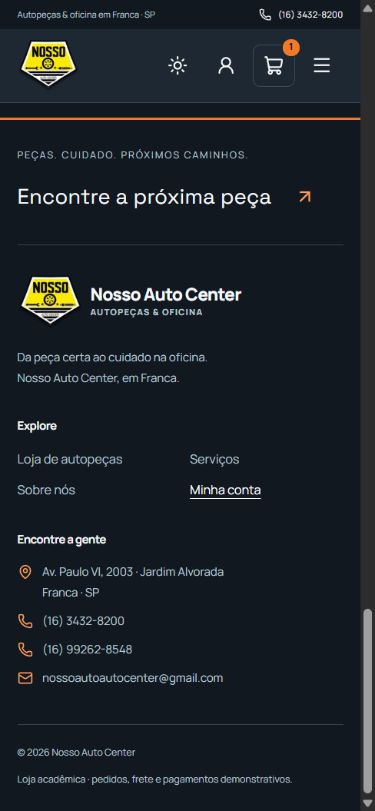 Autopeças & oficina em Franca · SP
(16) 3432-8200
NOSSO
1
PEÇAS. CUIDADO. PRÓXIMOS CAMINHOS.
Encontre a próxima peça
NOSSO
Nosso Auto Center
AUTOPEÇAS & OFICINA
Da peça certa ao cuidado na oficina.
Nosso Auto Center, em Franca.
Explore
Loja de autopeças
Serviços
Sobre nós
Minha conta
Encontre a gente
Av. Paulo VI, 2003 · Jardim Alvorada
Franca · SP
(16) 3432-8200
(16) 99262-8548
nossoautoautocenter@gmail.com
© 2026 Nosso Auto Center
Loja acadêmica · pedidos, frete e pagamentos demonstrativos.